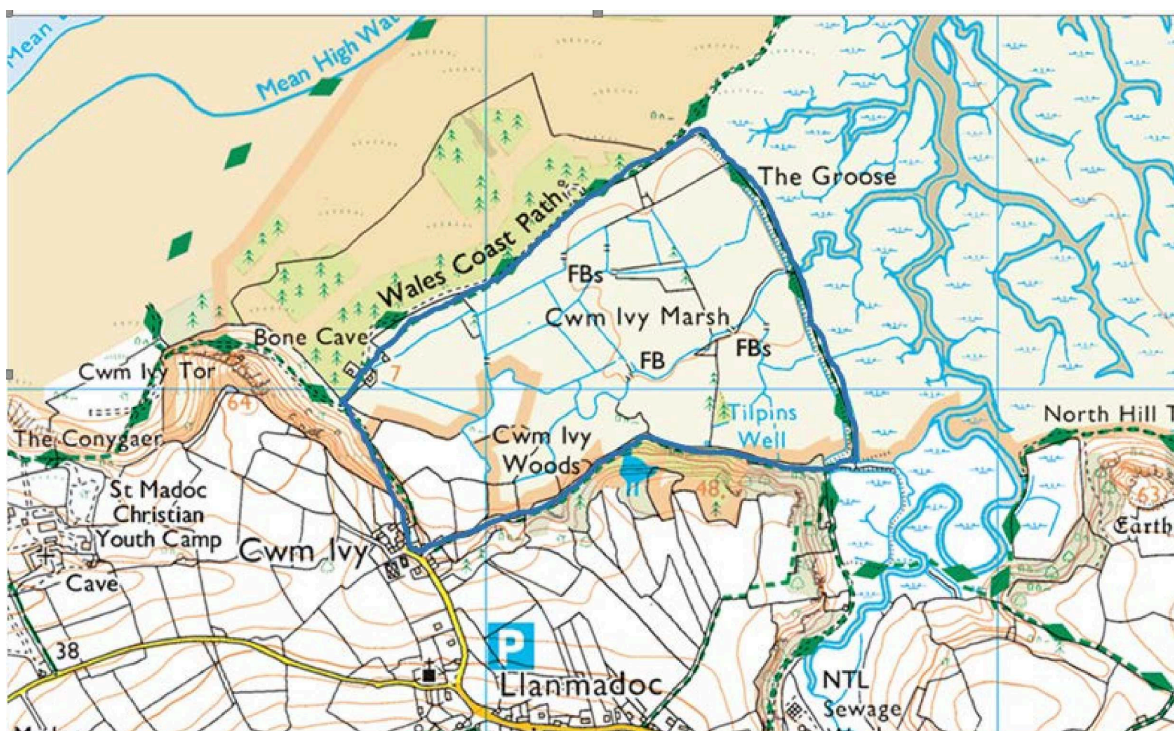 Mean
Mean High Wat
The Groose
Wales Coast Path
FBs
Bone Cave
Cwm Ivy Marsh
7
FB
FBs
Cwm Ivy Tor
64
Tilpins
Well
North Hill T
The Conygaer
Cwm Ivy
Woods
48
63
St Madoc
Christian
Youth Camp
Earth
Cwm Ivy
Cave
38
P
Llanmadoc
NTL
Sewage